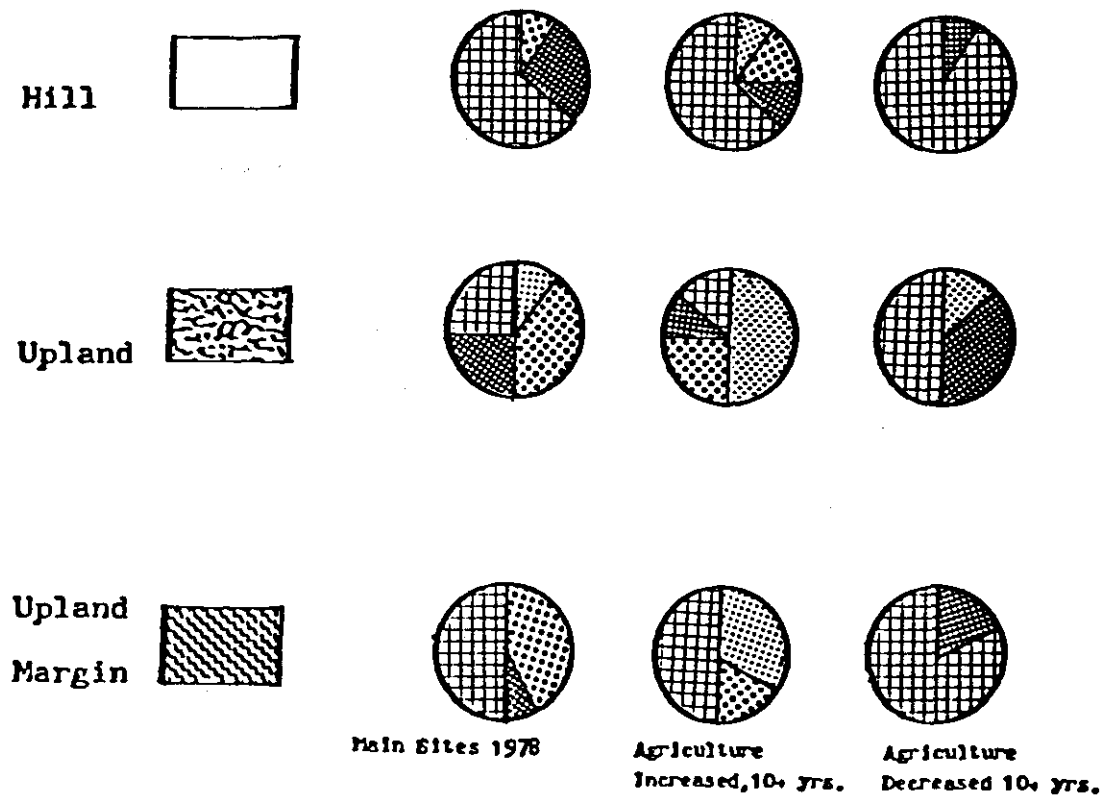 Hill
Upland
Upland
Margin
Main Sites 1978
Agriculture
Increased, 10+ yrs.
Agriculture
Decreased 10+ yrs.